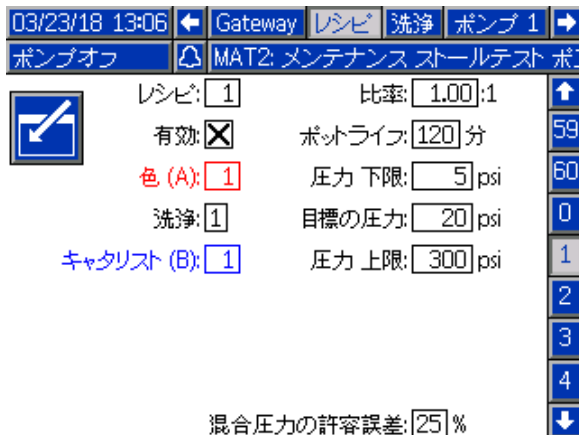 03/23/18 13:06 Gateway レシピ 洗浄 ポンプ 1
ポンプオフ MAT2: メンテナンス ストールテスト ポ
レシピ: 1 比率: 1.00:1
有効: ポットライフ: 120 分 59
色 (A): 1 圧力 下限: 5 psi 60
洗浄: 1 目標の圧力: 20 psi 0
キャタリスト (B): 1 圧力 上限: 300 psi 1
2
3
4
混合圧力の許容誤差: 25 %